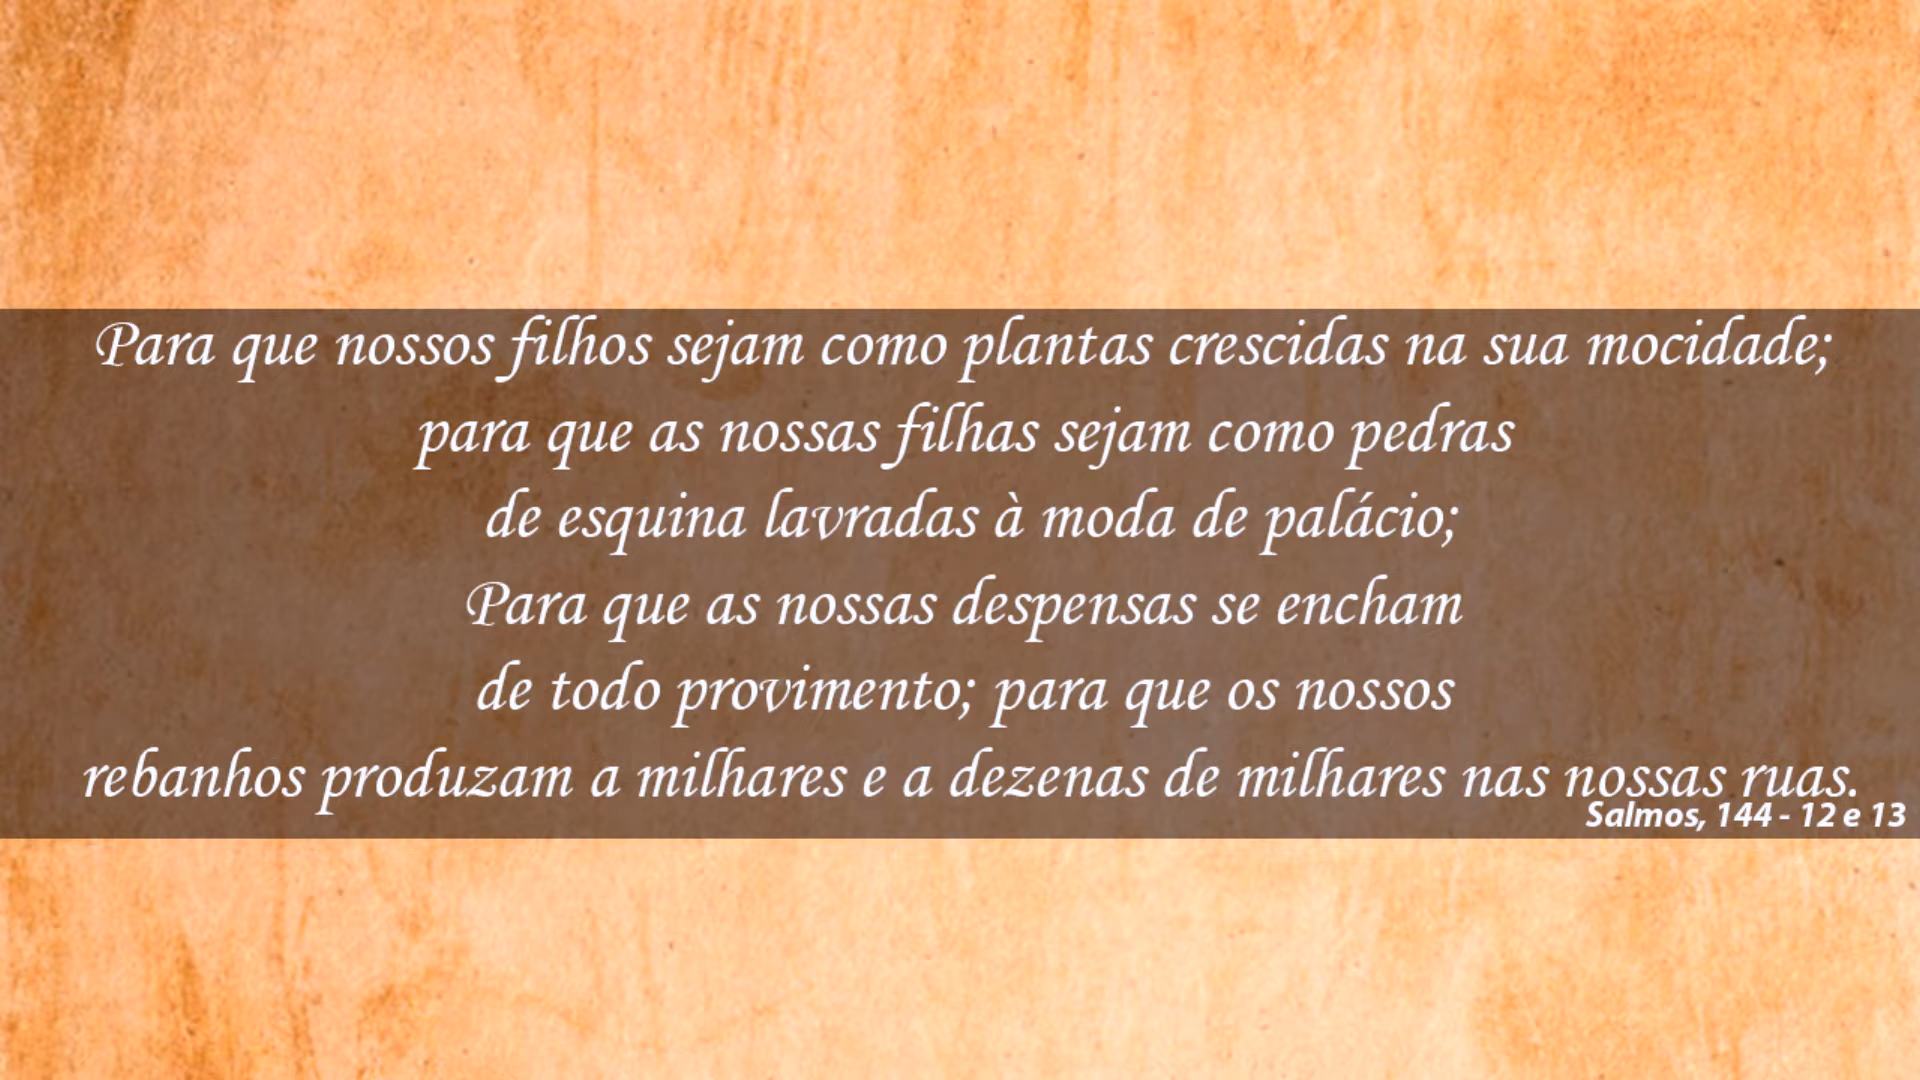 Para que nossos filhos sejam como plantas crescidas na sua mocidade;
para que as nossas filhas sejam como pedras
de esquina lavradas à moda de palácio;
Para que as nossas despensas se encham
de todo provimento; para que os nossos
rebanhos produzam a milhares e a dezenas de milhares nas nossas ruas.
Salmos, 144 - 12 e 13